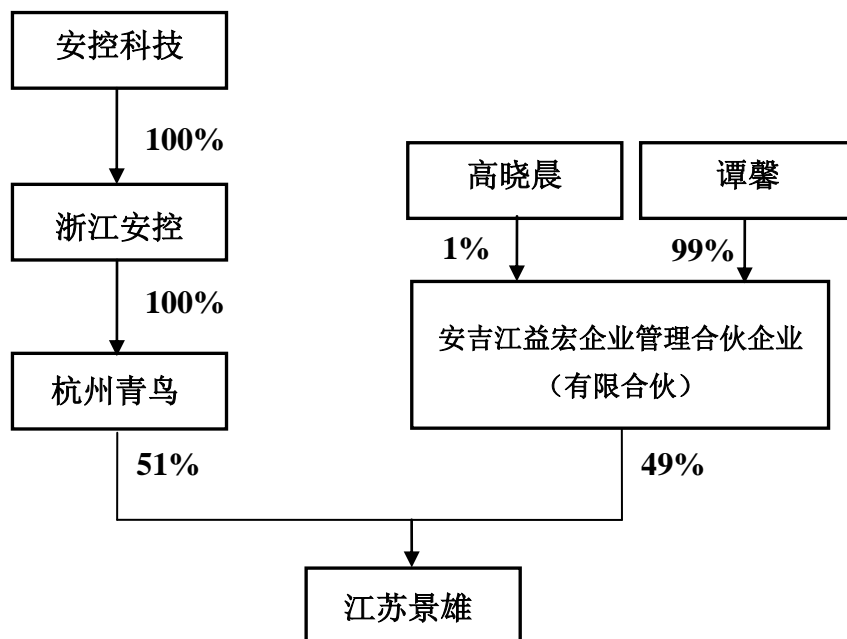 安控科技
100%
高晓晨
谭馨
浙江安控
1%
99%
100%
安吉江益宏企业管理合伙企业
（有限合伙）
杭州青鸟
51%
49%
江苏景雄